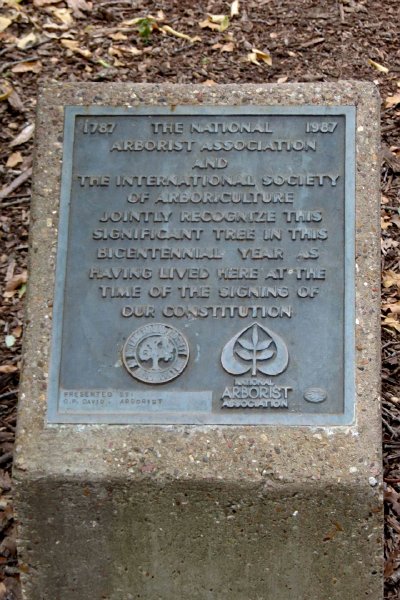 1787 THE NATIONAL 1987
ARBORIST ASSOCIATION
AND
THE INTERNATIONAL SOCIETY
OF ARBORICULTURE
JOINTLY RECOGNIZE THIS
SIGNIFICANT TREE IN THIS
BICENTENNIAL YEAR AS
HAVING LIVED HERE AT THE
TIME OF THE SIGNING OF
OUR CONSTITUTION
NATIONAL
ARBORIST
ASSOCIATION
PRESENTED BY:
DAVID - ARBORIST